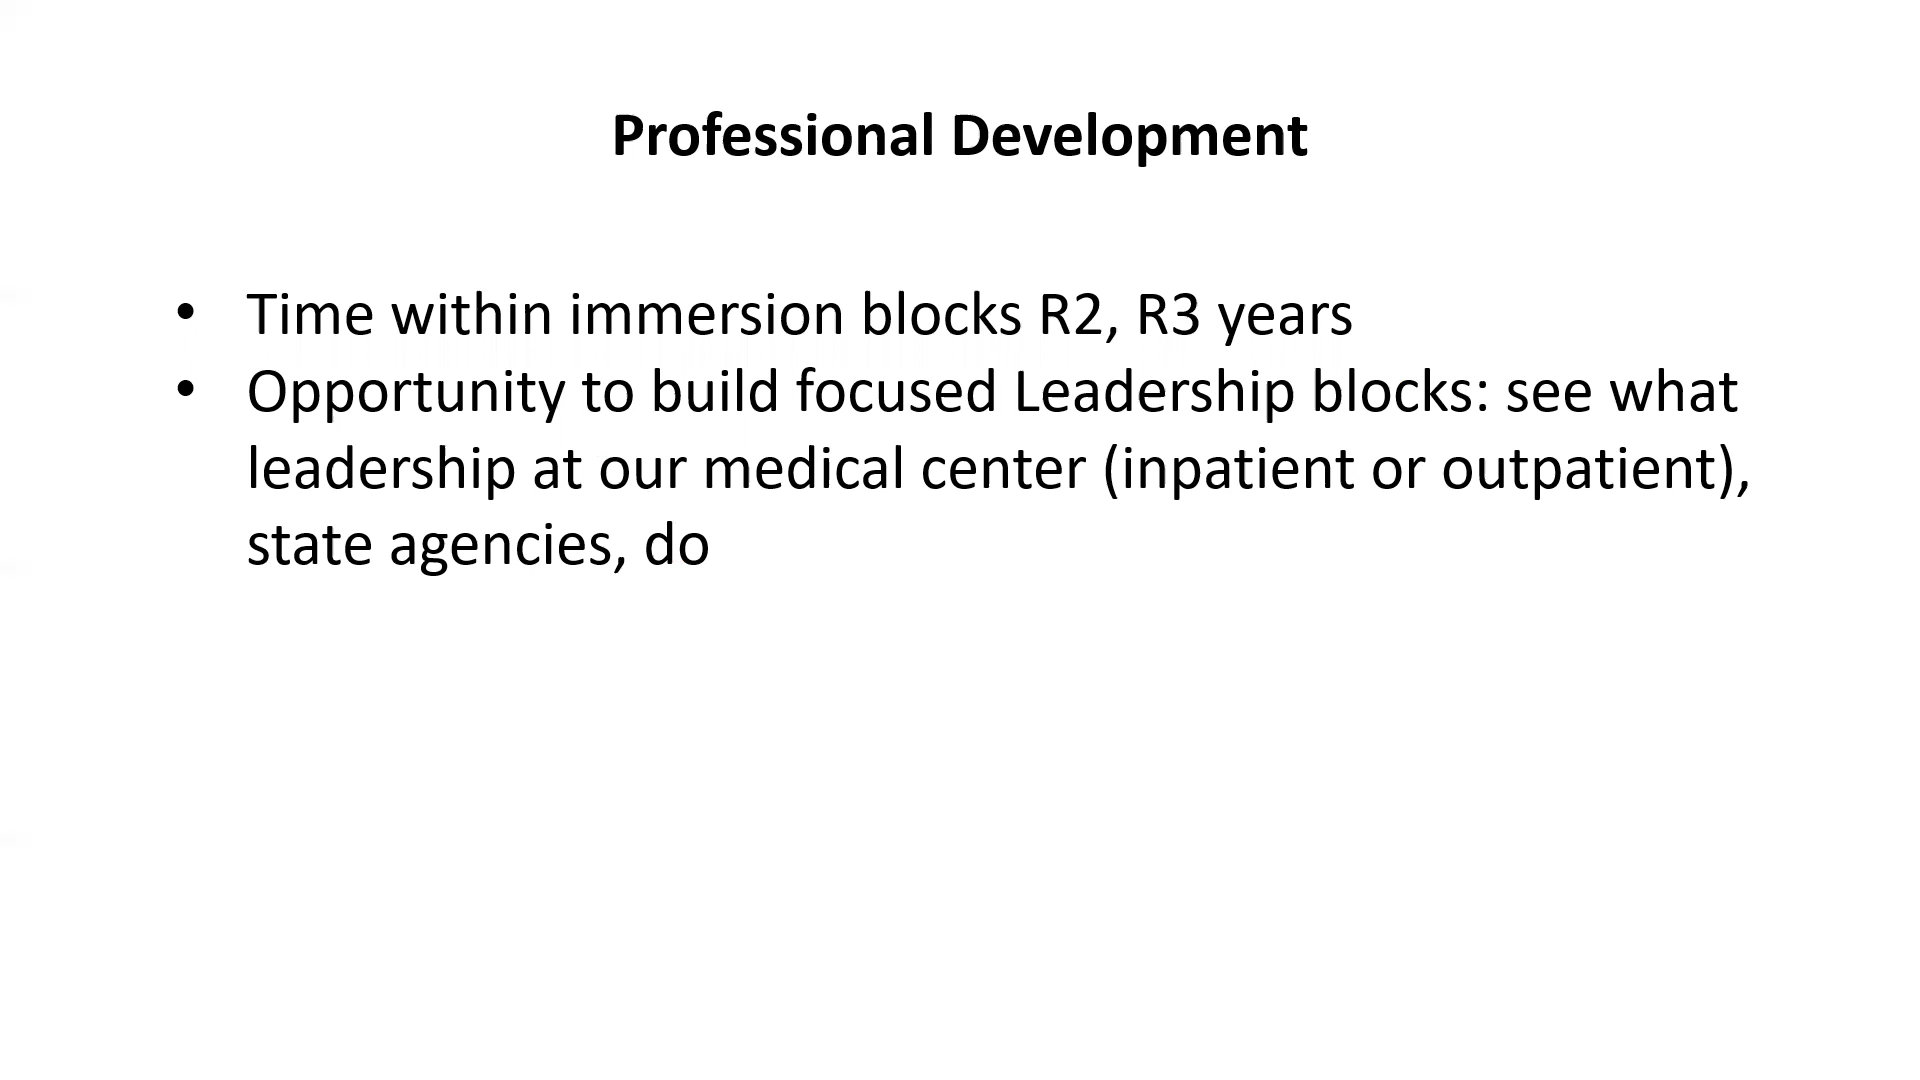 Professional Development
• Time within immersion blocks R2, R3 years
• Opportunity to build focused Leadership blocks: see what
leadership at our medical center (inpatient or outpatient),
state agencies, do